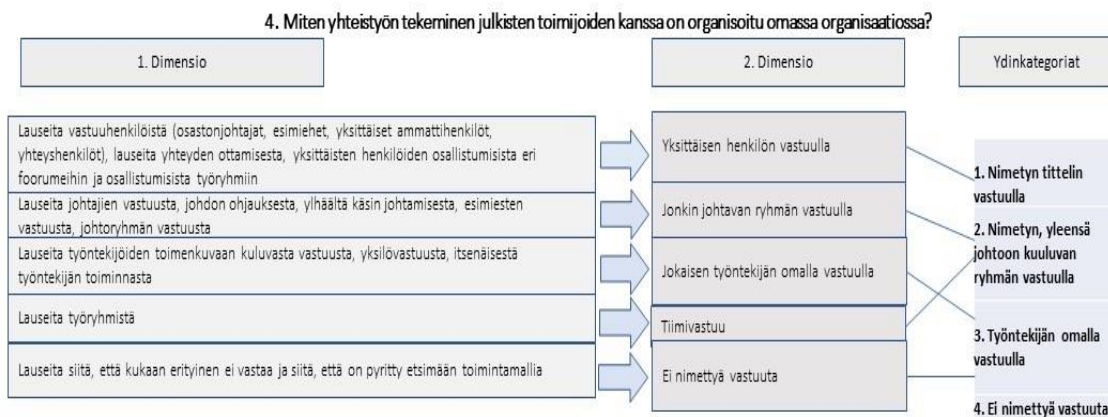 4. Miten yhteistyön tekeminen julkisten toimijoiden kanssa on organisoitu omassa organisaatiossa?
1. Dimensio
2. Dimensio
Ydinkategoriat
Lauseita vastuuhenkilöistä (osastonjohtajat, esimiehet, yksittäiset ammattihenkilöt,
yhteyshenkilöt), lauseita yhteyden ottamisesta, yksittäisten henkilöiden osallistumisista eri
foorumeihin ja osallistumisista työryhmiin
Yksittäisen henkilön vastuulla
1. Nimetyn tittelin
vastuulla
Lauseita johtajien vastuusta, johdon ohjauksesta, ylhäältä käsin johtamisesta, esimiesten
vastuusta, johtoryhmän vastuusta
Jonkin johtavan ryhmän vastuulla
2. Nimetyn, yleensä
johtoon kuuluvan
ryhmän vastuulla
Lauseita työntekijöiden toimenkuvaan kuluvasta vastuusta, yksilövastuusta, itsenäisestä
työntekijän toiminnasta
Jokaisen työntekijän omalla vastuulla
Lauseita työryhmistä
Tiimivastuu
3. Työntekijän omalla
vastuulla
Lauseita siitä, että kukaan erityinen ei vastaa ja siitä, että on pyritty etsimään toimintamallia
Ei nimettyä vastuuta
4. Ei nimettyä vastuuta